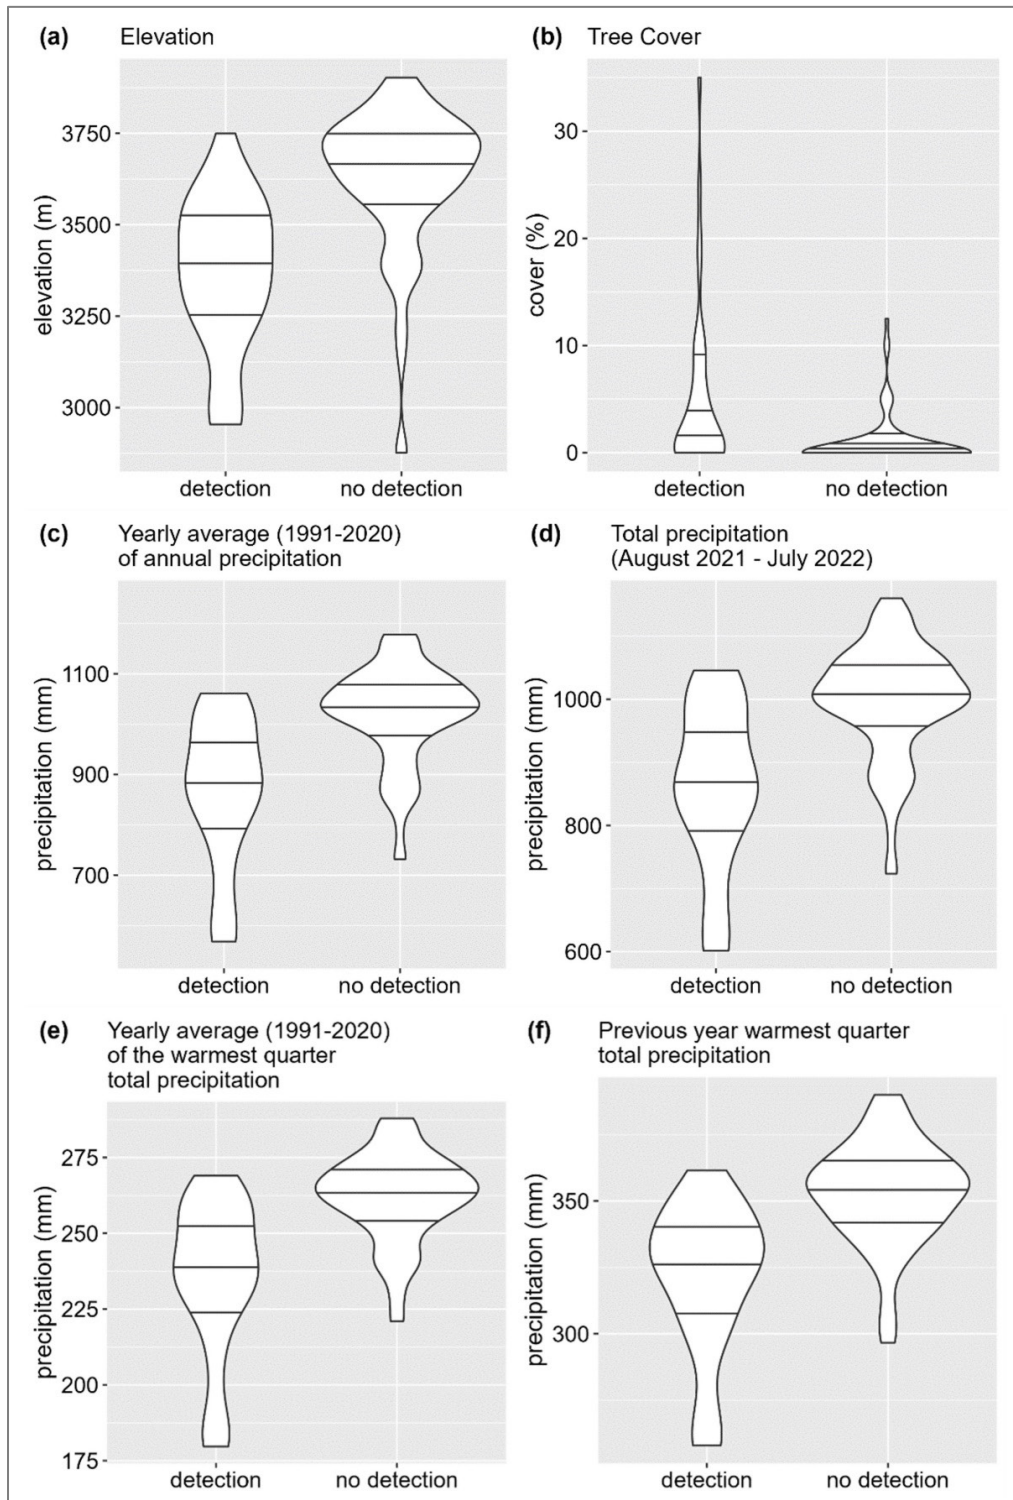 (a) Elevation
elevation (m)
3750
3500
3250
3000
detection no detection
(b) Tree Cover
cover (%)
30
20
10
0
detection no detection
(c) Yearly average (1991-2020)
of annual precipitation
precipitation (mm)
1100
900
700
detection no detection
(d) Total precipitation
(August 2021 - July 2022)
precipitation (mm)
1000
800
600
detection no detection
(e) Yearly average (1991-2020)
of the warmest quarter
total precipitation
precipitation (mm)
275
250
225
200
175
detection no detection
(f) Previous year warmest quarter
total precipitation
precipitation (mm)
350
300
detection no detection